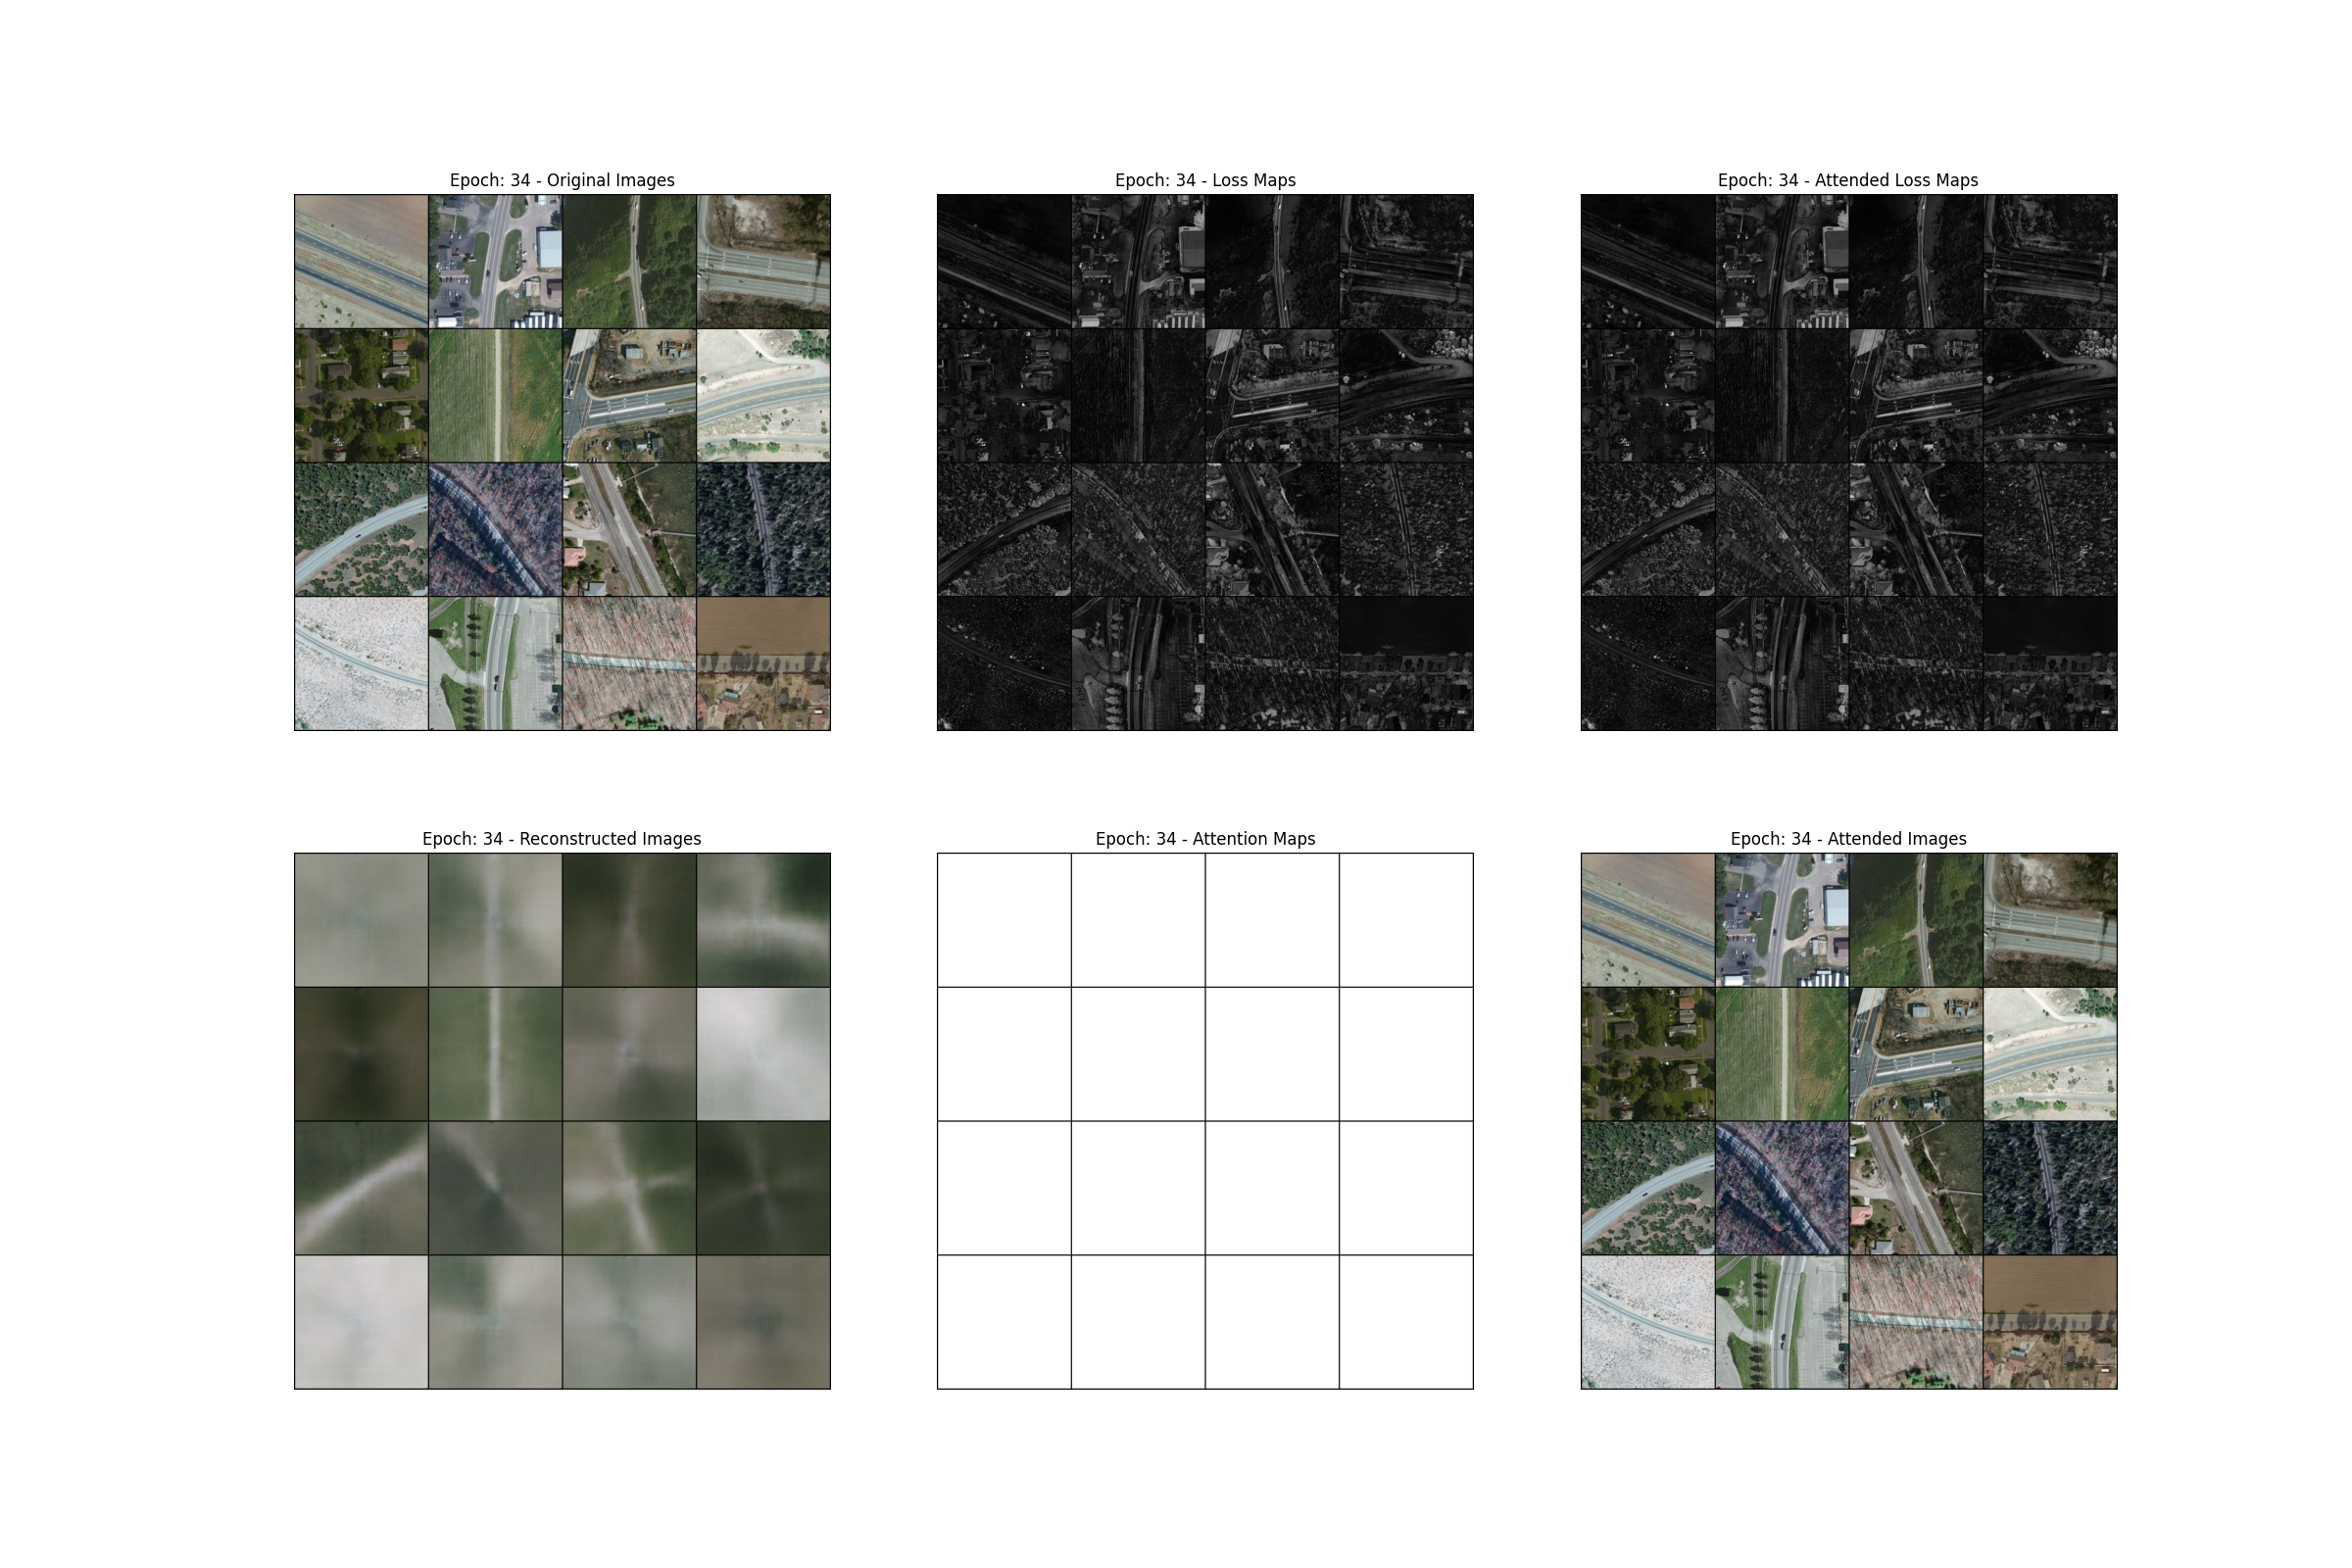 Epoch: 34 - Original Images
Epoch: 34 - Loss Maps
Epoch: 34 - Attended Loss Maps
Epoch: 34 - Reconstructed Images
Epoch: 34 - Attention Maps
Epoch: 34 - Attended Images